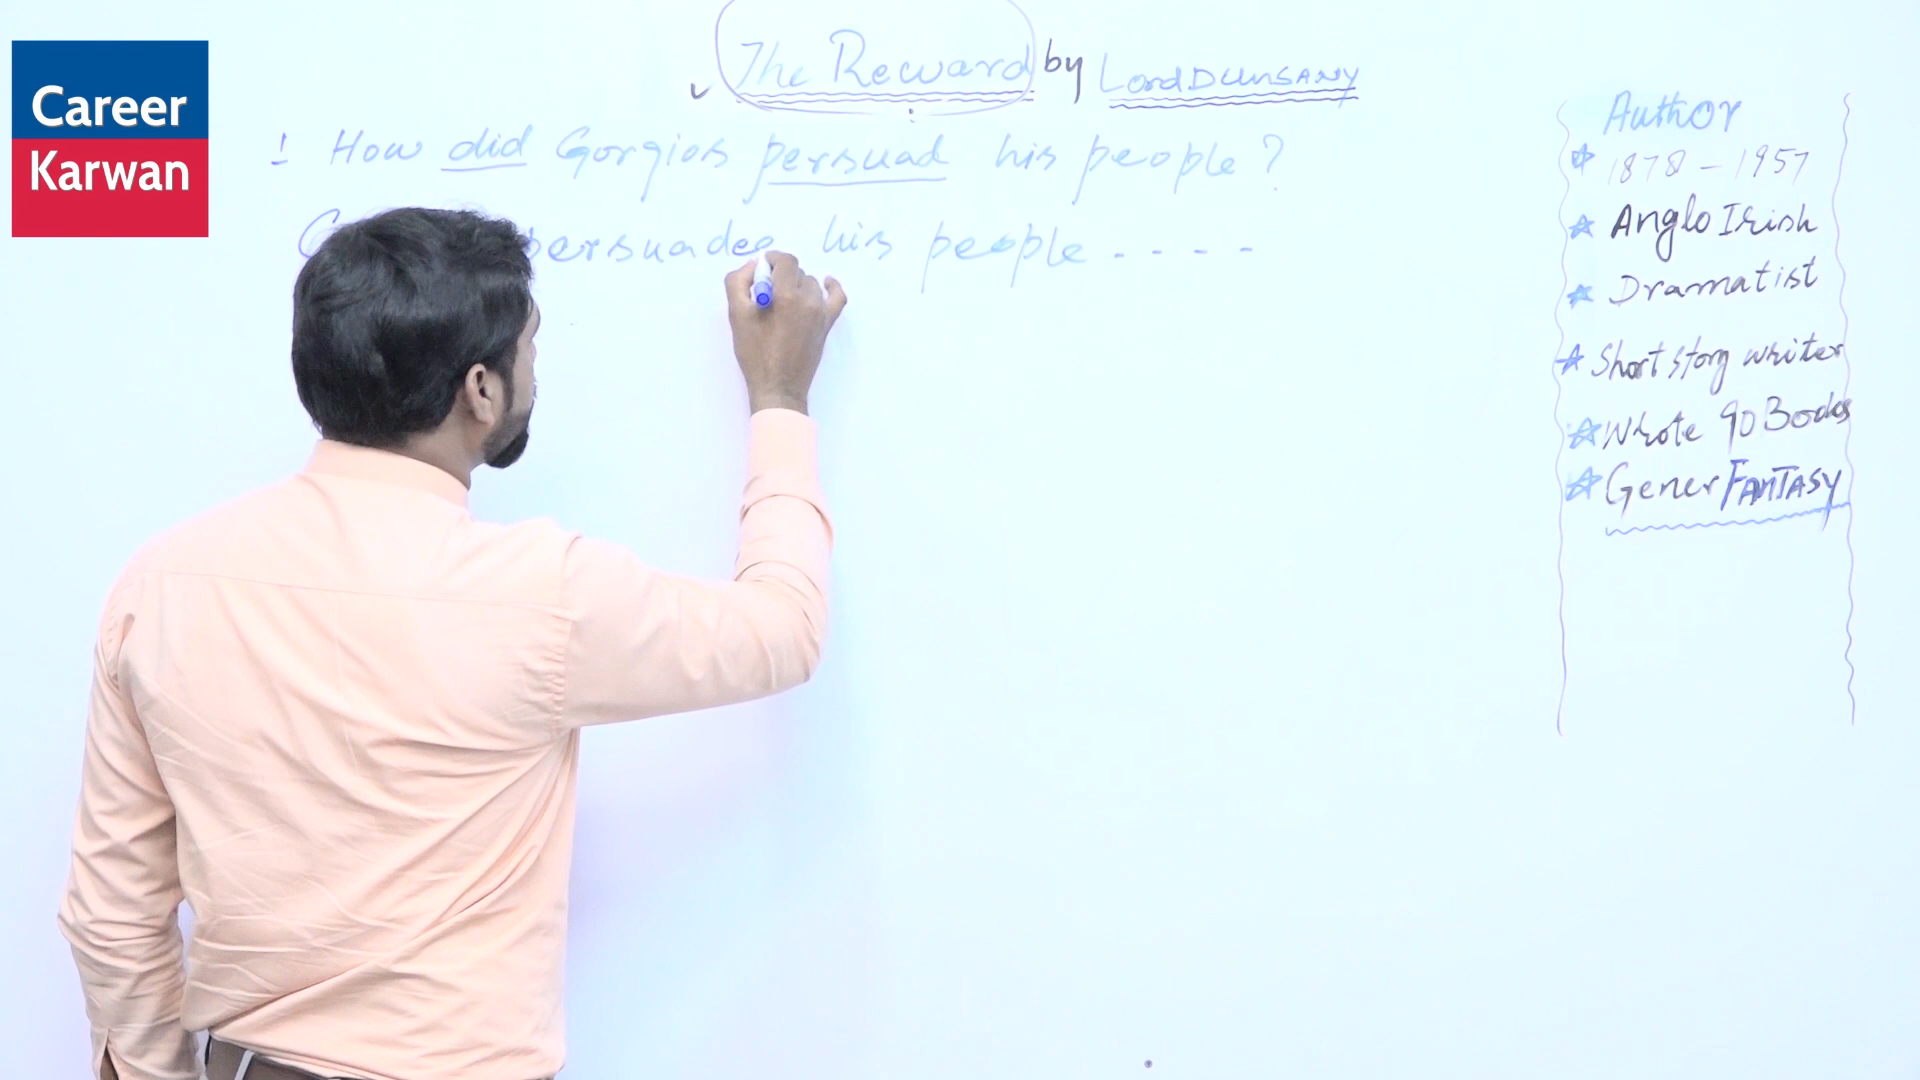 Career
Karwan
The Reward by Lord DUNSANY
1 How did Gorgios persuad his people?
persuade his people ....
Author
1878 - 1957
Anglo Irish
Dramatist
Short story writer
Wrote 90 Books
Gener FANTASY